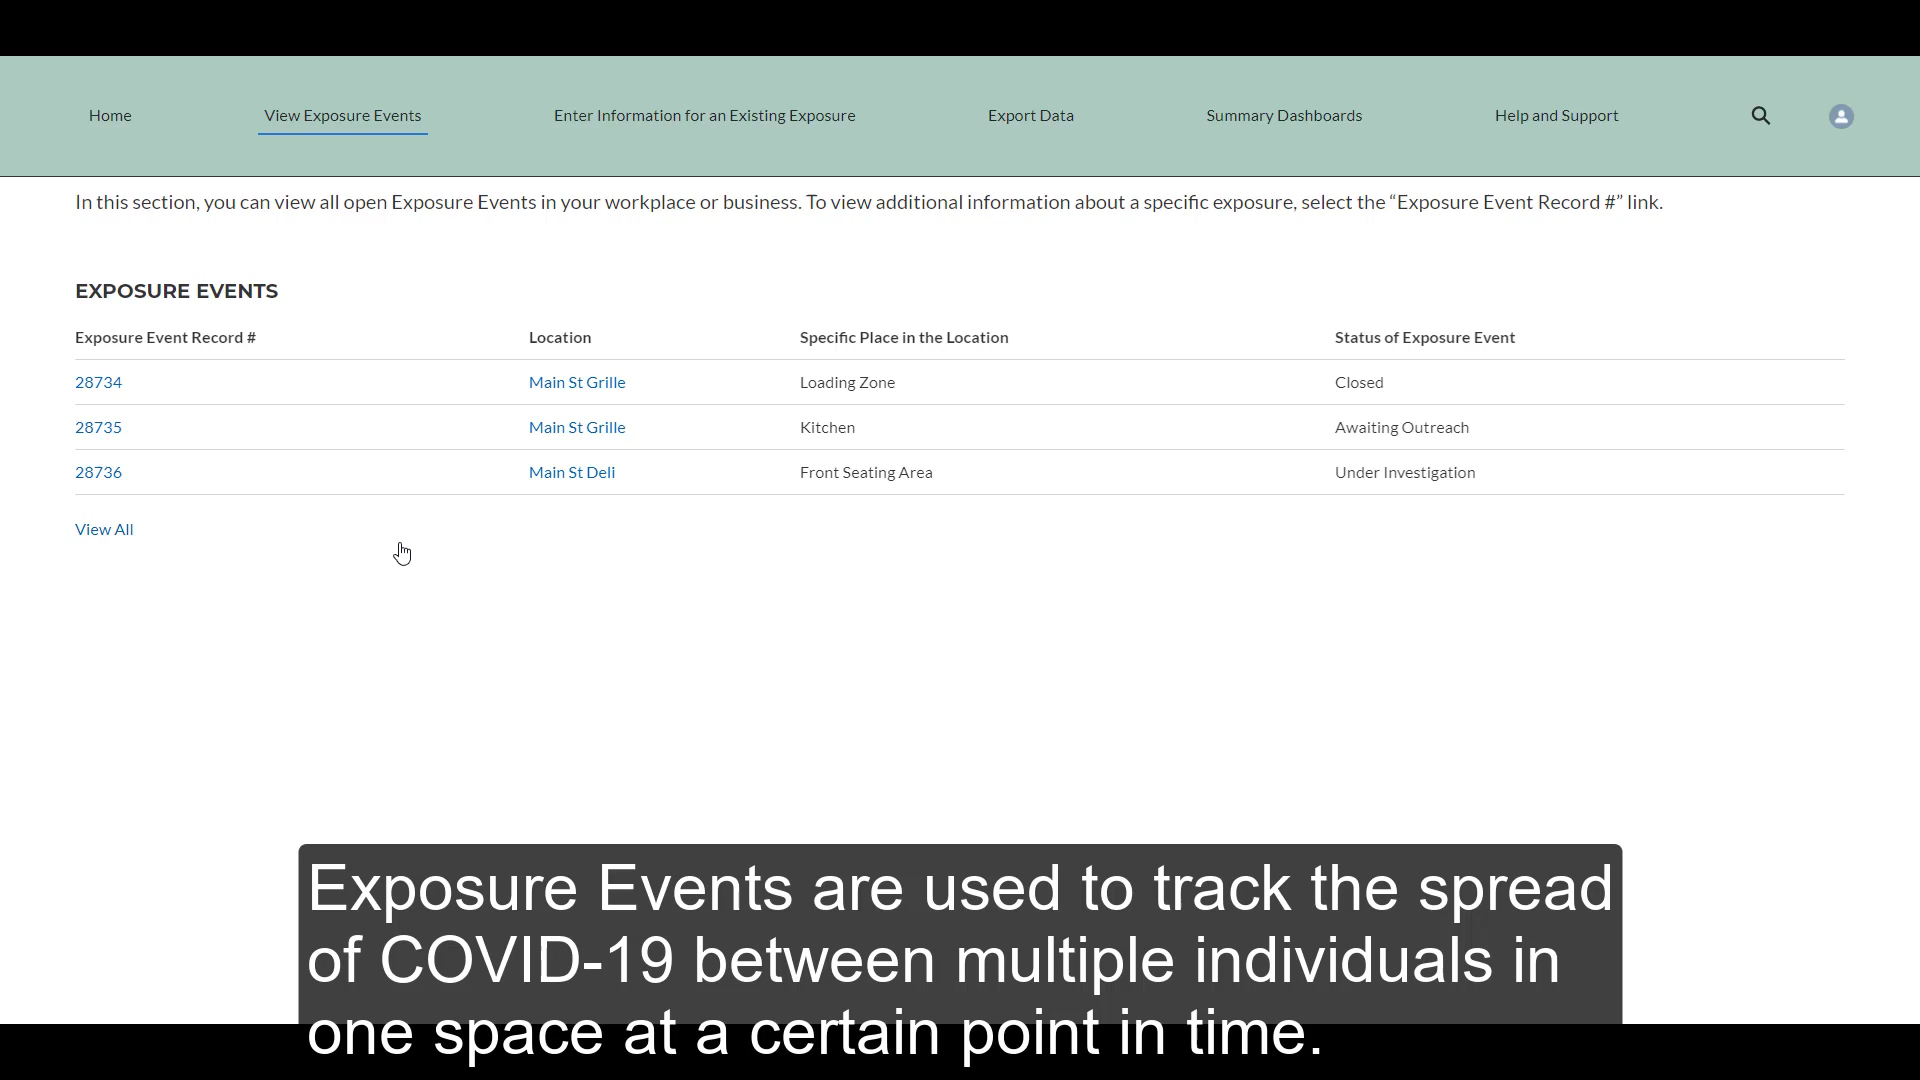 Home View Exposure Events Enter Information for an Existing Exposure Export Data Summary Dashboards Help and Support
In this section, you can view all open Exposure Events in your workplace or business. To view additional information about a specific exposure, select the “Exposure Event Record #” link.
EXPOSURE EVENTS
Exposure Event Record # Location Specific Place in the Location Status of Exposure Event
28734 Main St Grille Loading Zone Closed
28735 Main St Grille Kitchen Awaiting Outreach
28736 Main St Deli Front Seating Area Under Investigation
View All
Exposure Events are used to track the spread
of COVID-19 between multiple individuals in
one space at a certain point in time.